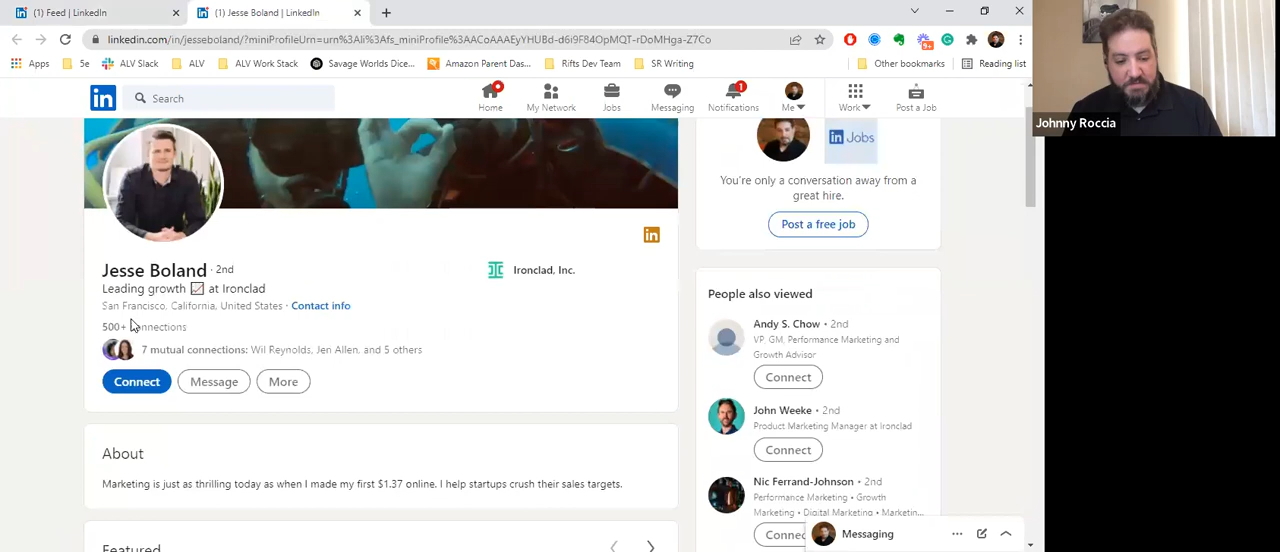 (1) Feed | LinkedIn
(1) Jesse Boland | LinkedIn
linkedin.com/in/jesseboland/?miniProfileUrn=urn%3Ali%3Afs_miniProfile%3AACoAAAEyYHUBd-d6i9F84OpMQT-rDoMHga-Z7Co
9+
Apps
5e
ALV Slack
ALV
ALV Work Stack
Savage Worlds Dice...
Amazon Parent Das...
Rifts Dev Team
SR Writing
Other bookmarks
Reading list
in
Search
Home
My Network
Jobs
Messaging
1
Notifications
Me
Work
Post a Job
Johnny Roccia
in
Jesse Boland · 2nd
Leading growth at Ironclad
San Francisco, California, United States · Contact info
500+ connections
7 mutual connections: Wil Reynolds, Jen Allen, and 5 others
Connect
Message
More
Ironclad, Inc.
About
Marketing is just as thrilling today as when I made my first $1.37 online. I help startups crush their sales targets.
Featured
in Jobs
You're only a conversation away from a
great hire.
Post a free job
People also viewed
Andy S. Chow · 2nd
VP, GM, Performance Marketing and
Growth Advisor
Connect
John Weeke · 2nd
Product Marketing Manager at Ironclad
Connect
Nic Ferrand-Johnson · 2nd
Performance Marketing • Growth
Marketing • Digital Marketing • Marketin...
Connec
Messaging